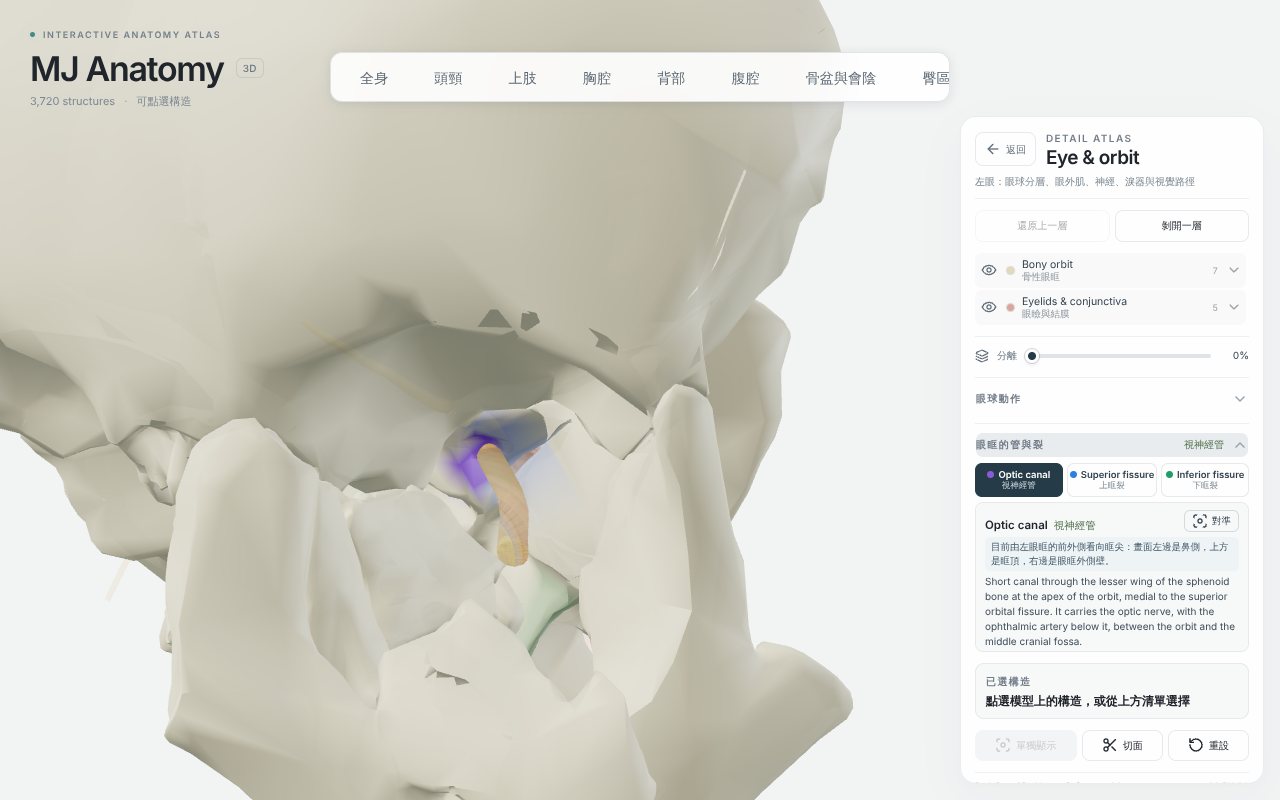 INTERACTIVE ANATOMY ATLAS
MJ Anatomy
3D
3,720 structures · 可點選構造
全身
頭頸
上肢
胸腔
背部
腹腔
骨盆與會陰
臀區
返回
DETAIL ATLAS
Eye & orbit
左眼：眼球分層、眼外肌、神經、淚器與視覺路徑
還原上一層
剝開一層
Bony orbit
骨性眼眶
7
Eyelids & conjunctiva
眼瞼與結膜
5
分離
0%
眼球動作
眼眶的管與裂
視神經管
Optic canal
視神經管
Superior fissure
上眶裂
Inferior fissure
下眶裂
Optic canal 視神經管
對準
目前由左眼眶的前外側看向眶尖：畫面左邊是鼻側，上方
是眶頂，右邊是眼眶外側壁。
Short canal through the lesser wing of the sphenoid
bone at the apex of the orbit, medial to the superior
orbital fissure. It carries the optic nerve, with the
ophthalmic artery below it, between the orbit and the
middle cranial fossa.
已選構造
點選模型上的構造，或從上方清單選擇
單獨顯示
切面
重設